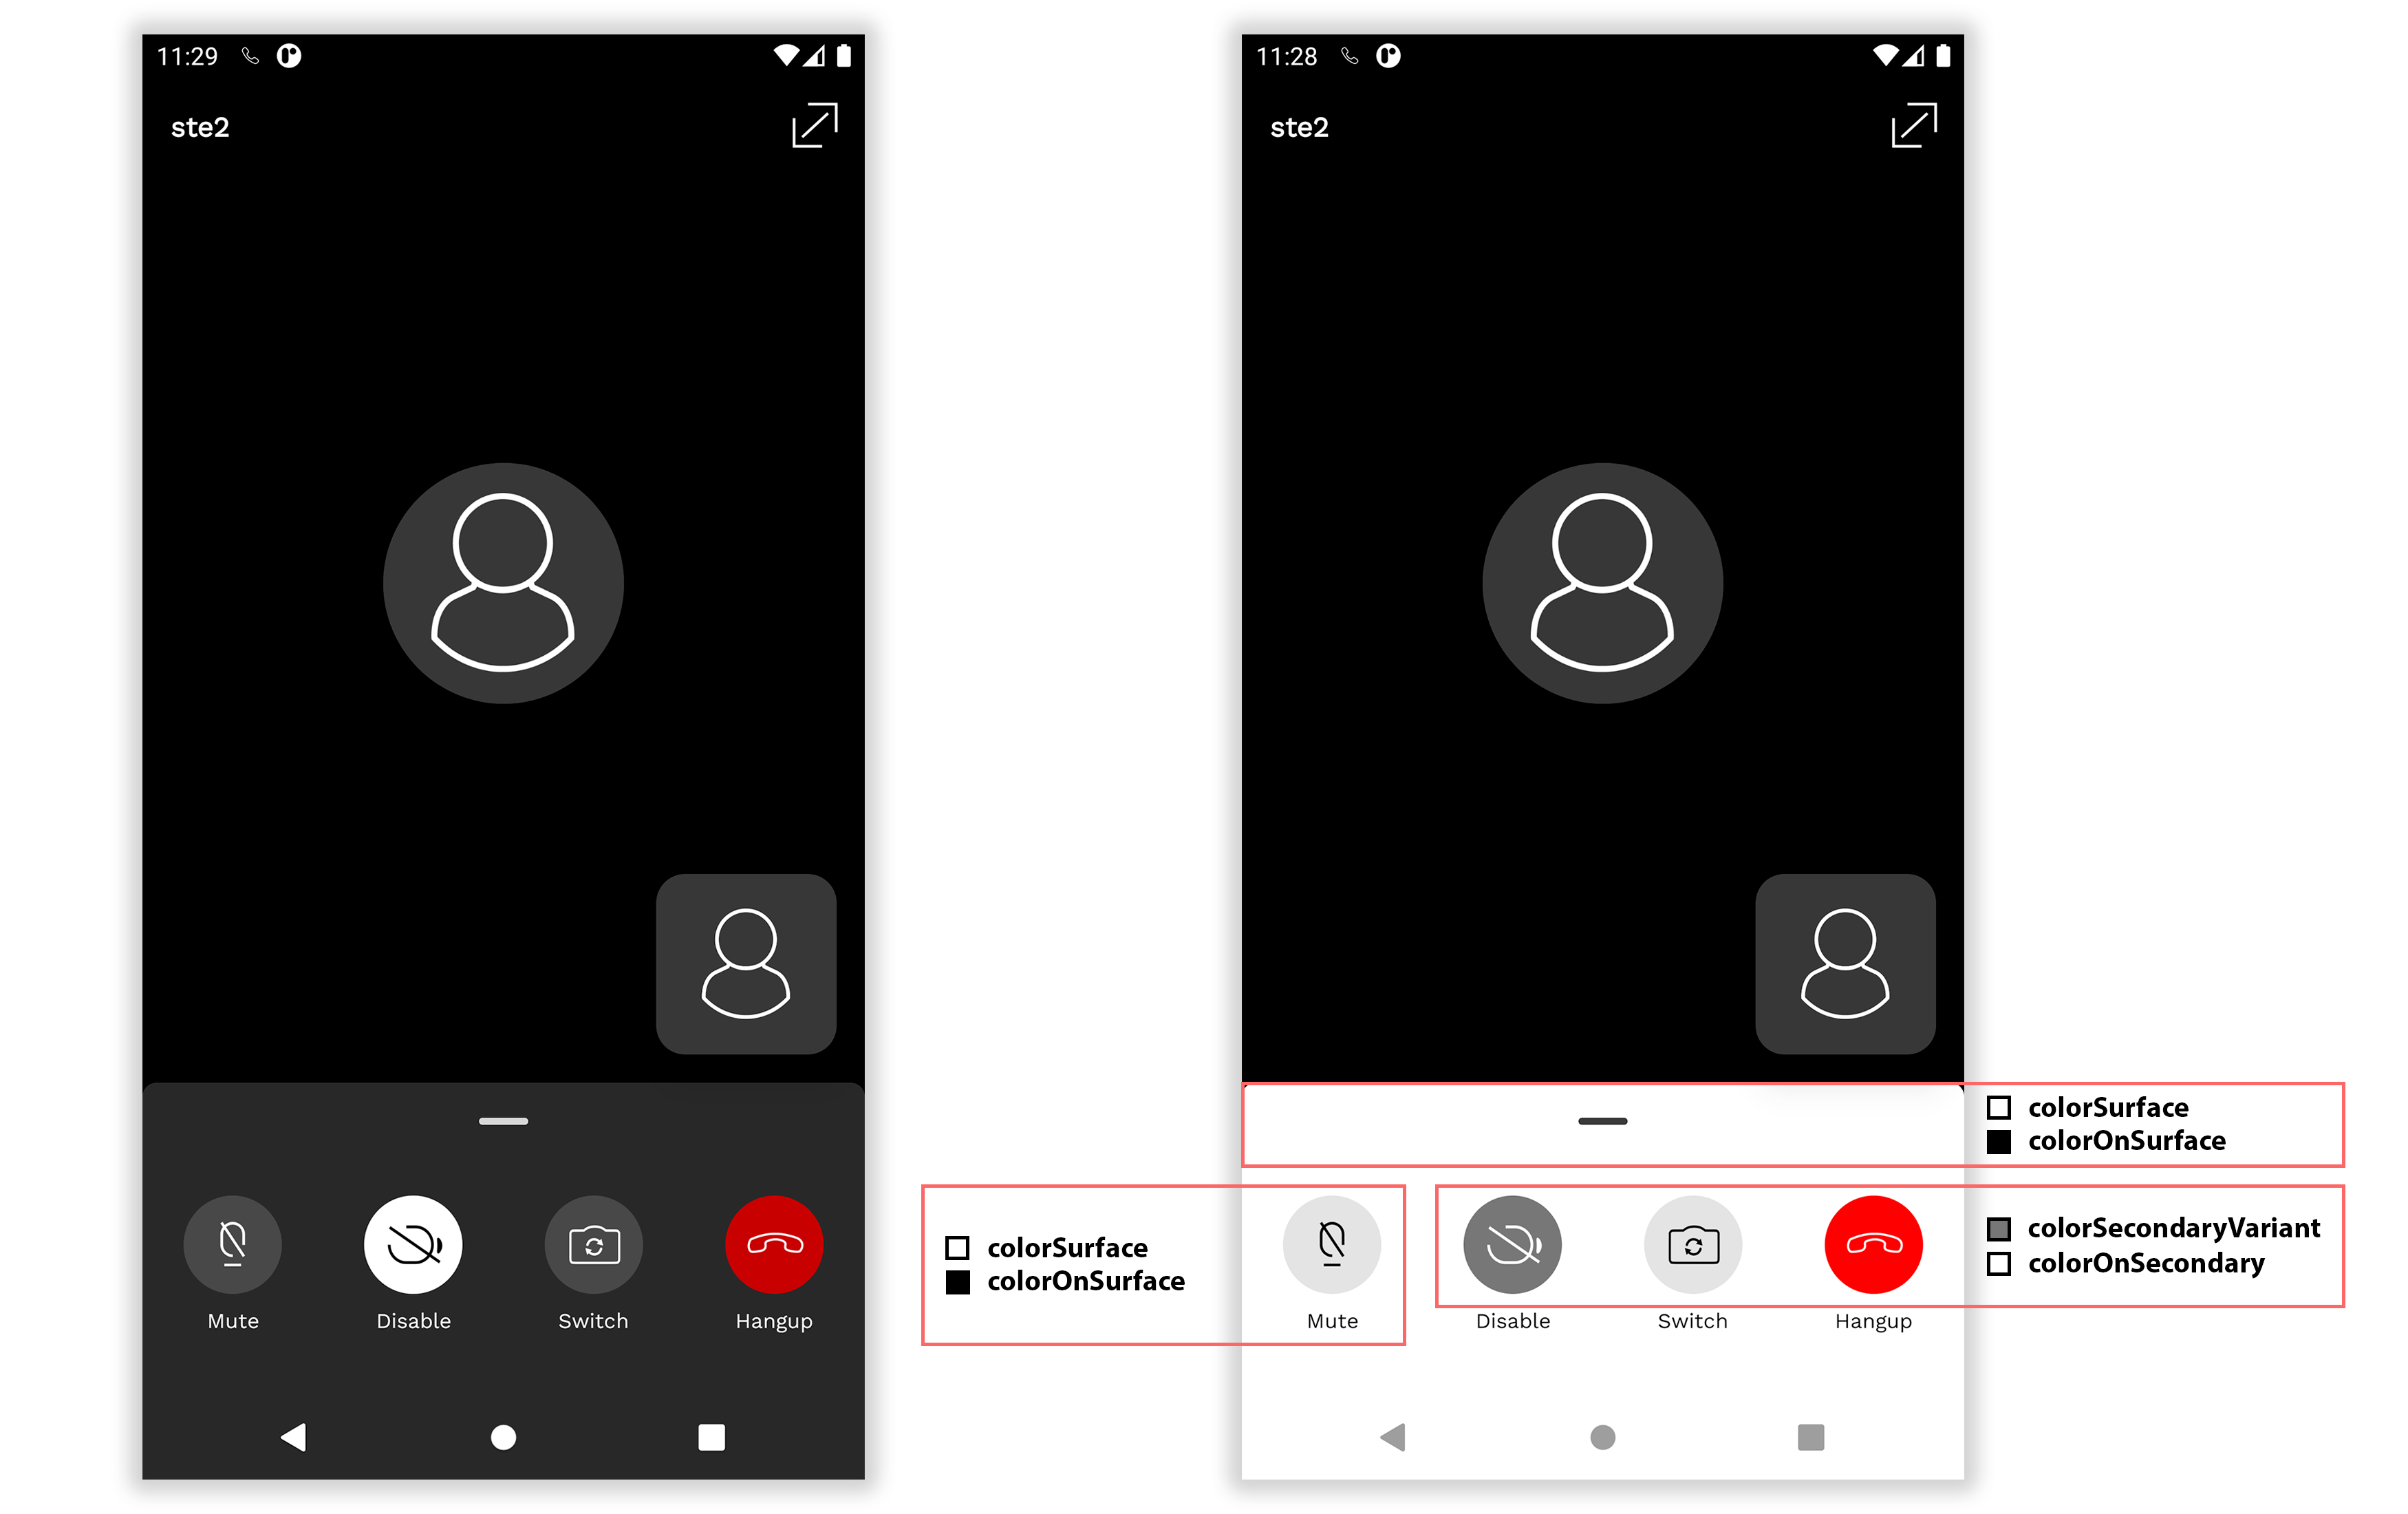 11:29
ste2
Mute Disable Switch Hangup
11:28
ste2
colorSurface
colorOnSurface
colorSurface
colorOnSurface
colorSecondaryVariant
colorOnSecondary
Mute Disable Switch Hangup